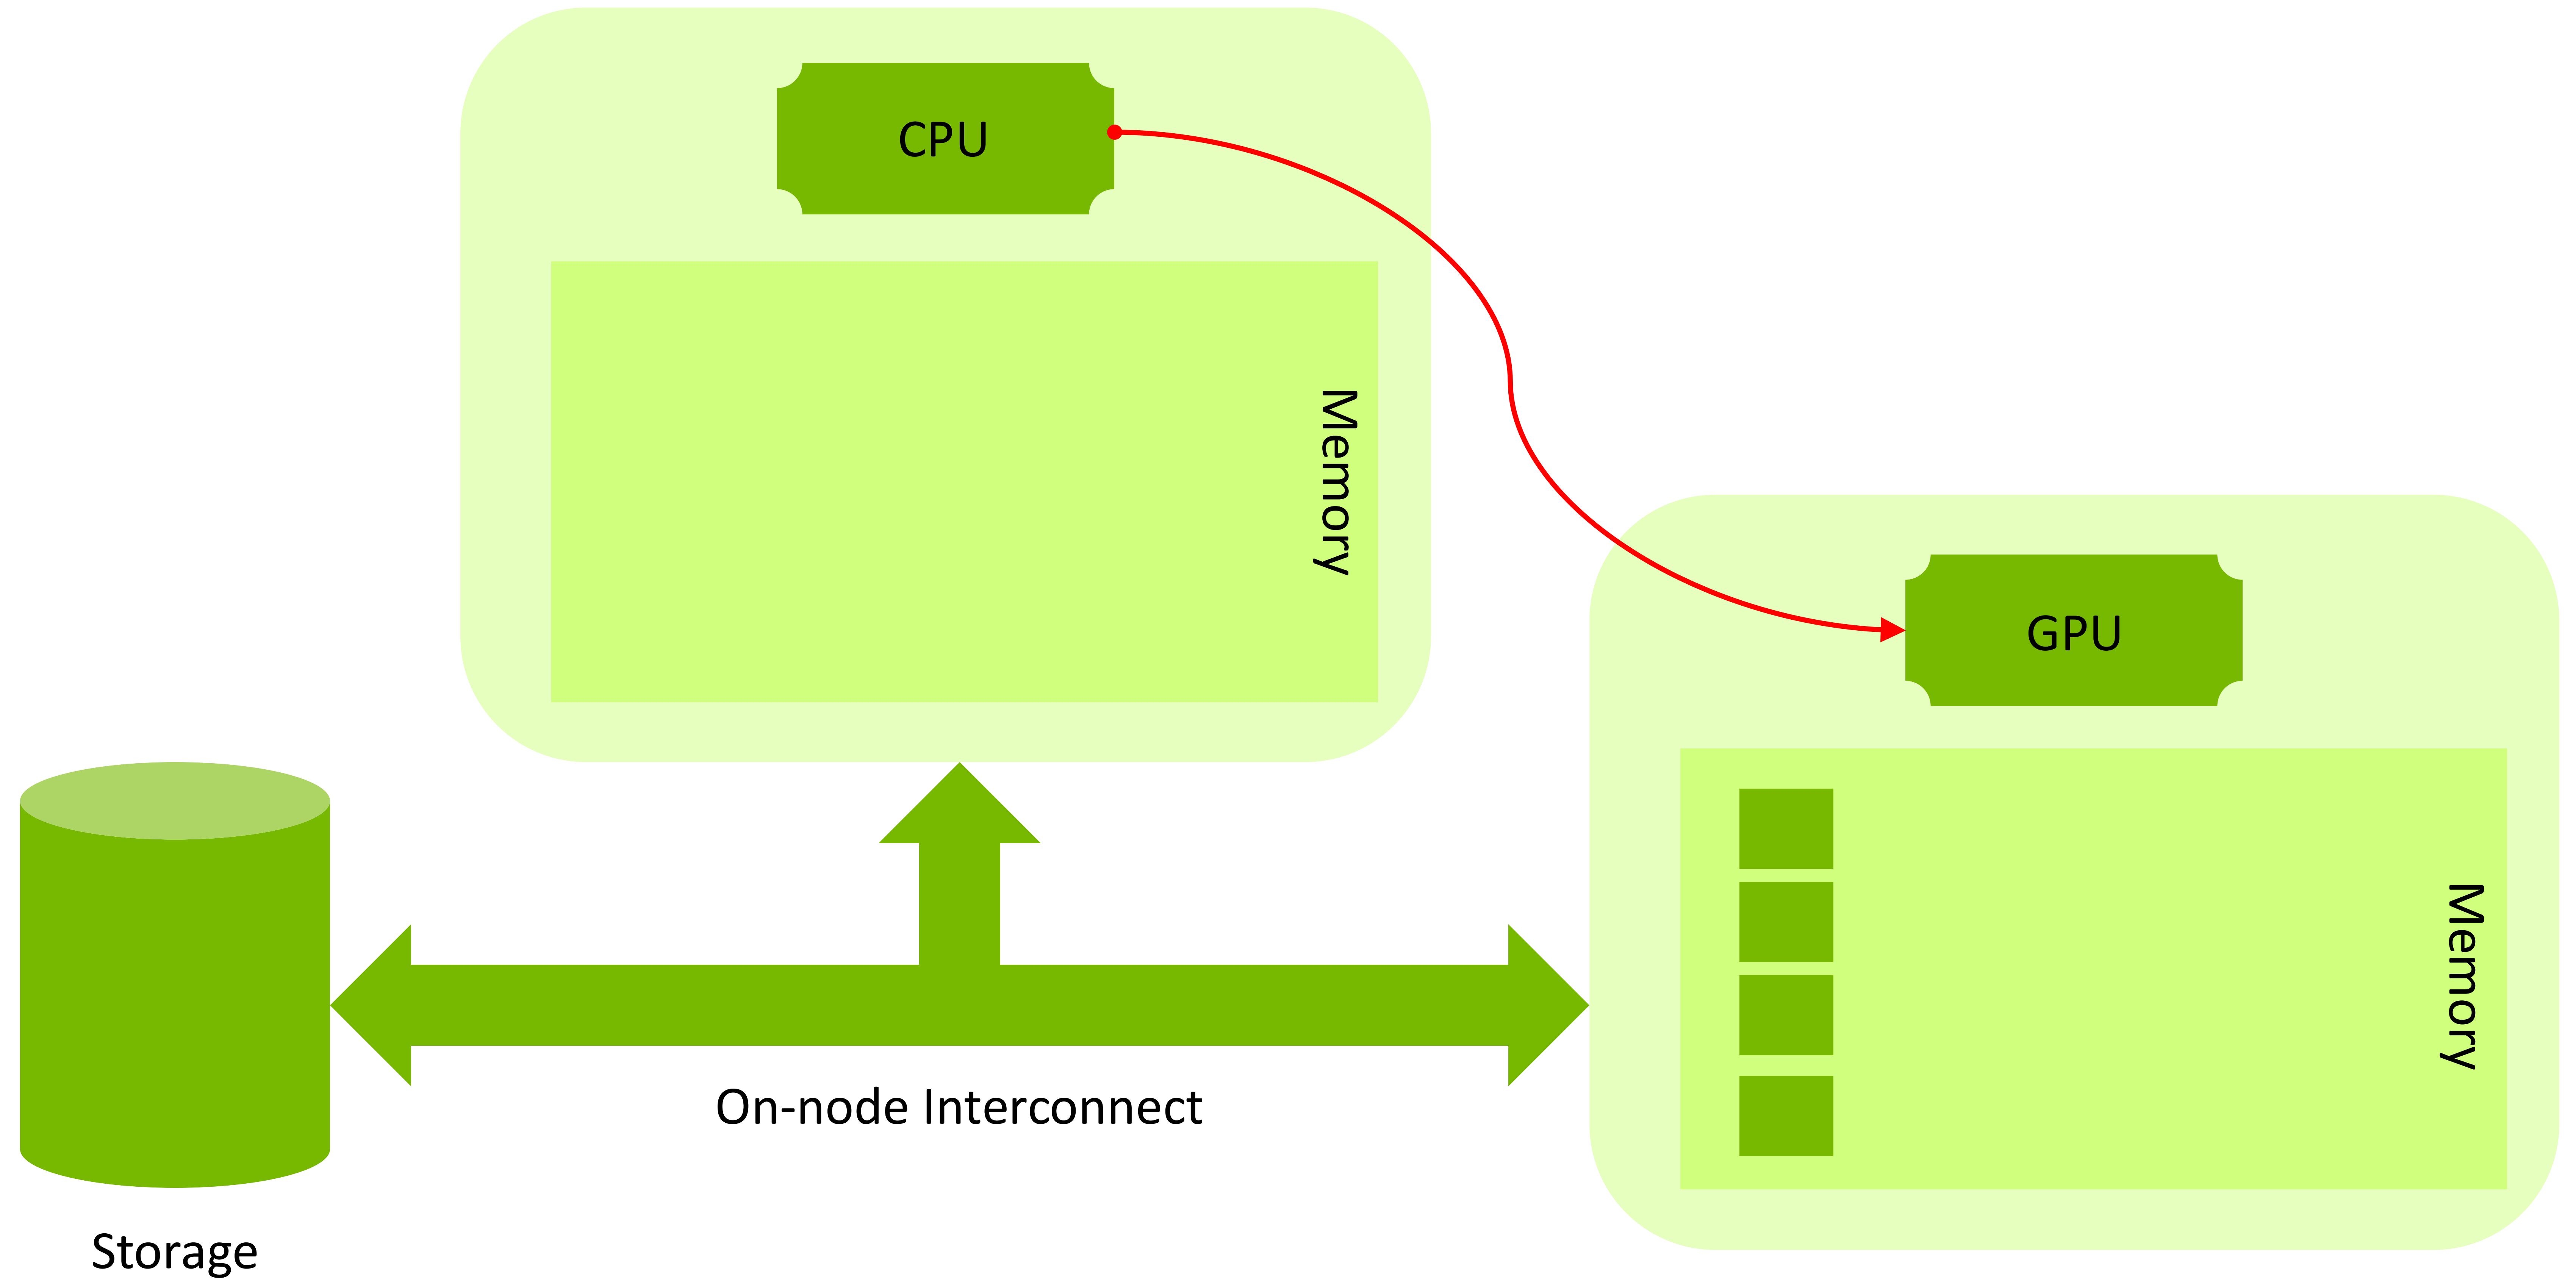 CPU
Memory
GPU
Memory
On-node Interconnect
Storage